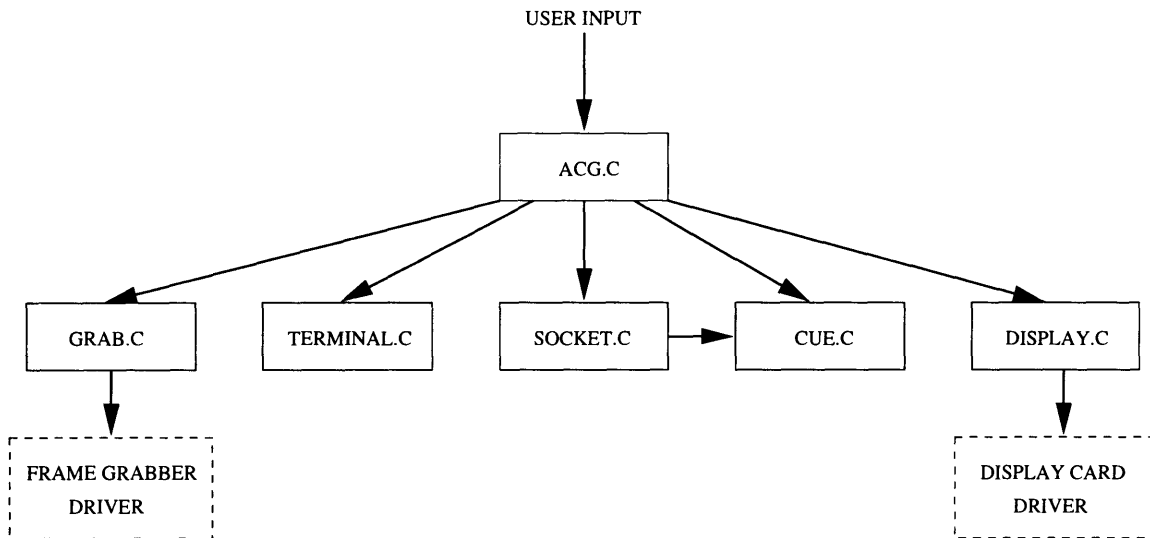 USER INPUT
ACG.C
GRAB.C
TERMINAL.C
SOCKET.C
CUE.C
DISPLAY.C
FRAME GRABBER
DRIVER
DISPLAY CARD
DRIVER